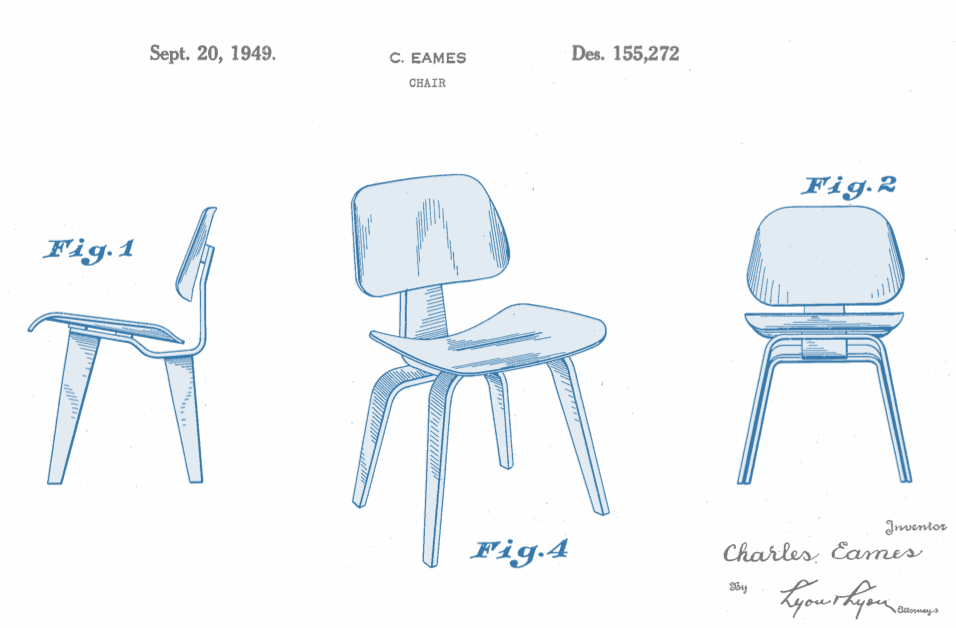 Sept. 20, 1949.
C. EAMES
Des. 155,272
CHAIR
Fig. 1
Fig. 2
Fig. 4
Inventor
Charles Eames
By
Lyon & Lyon
Attorneys